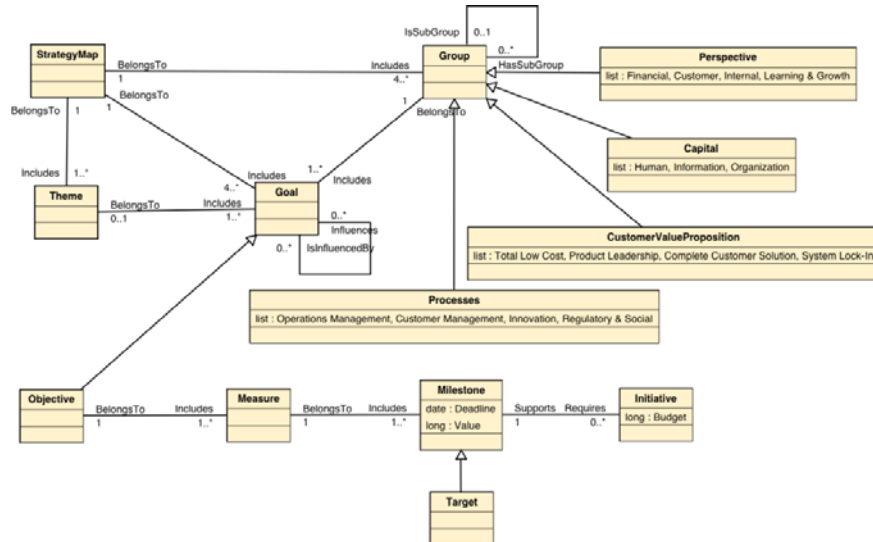 IsSubGroup
0..1
0..*
StrategyMap
BelongsTo
1
Includes
4..*
Group
HasSubGroup
Perspective
list : Financial, Customer, Internal, Learning & Growth
BelongsTo
1
BelongsTo
1
1
BelongsTo
Capital
list : Human, Information, Organization
Includes
1..*
Includes
4..*
1..*
Includes
Theme
BelongsTo
0..1
Includes
1..*
Goal
0..*
Influences
0..*
IsInfluencedBy
CustomerValueProposition
list : Total Low Cost, Product Leadership, Complete Customer Solution, System Lock-In
Processes
list : Operations Management, Customer Management, Innovation, Regulatory & Social
Objective
BelongsTo
1
Includes
1..*
Measure
BelongsTo
1
Includes
1..*
Milestone
date : Deadline
long : Value
Supports
1
Requires
0..*
Initiative
long : Budget
Target